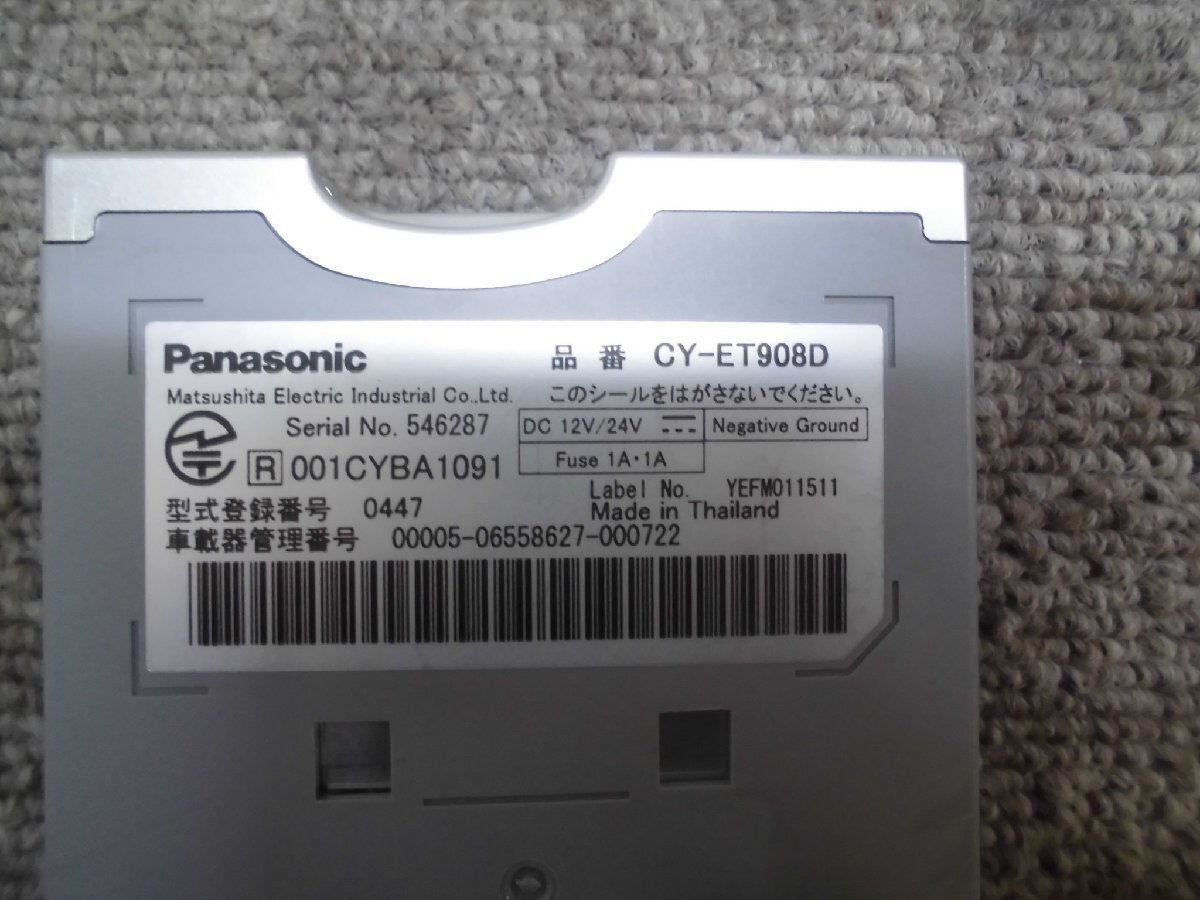 Panasonic 品番 CY-ET908D
Matsushita Electric Industrial Co.,Ltd. このシールをはがさないでください。
Serial No. 546287 DC 12V/24V Negative Ground
R 001CYBA1091 Fuse 1A・1A
Label No. YEFM011511
型式登録番号 0447 Made in Thailand
車載器管理番号 00005-06558627-000722